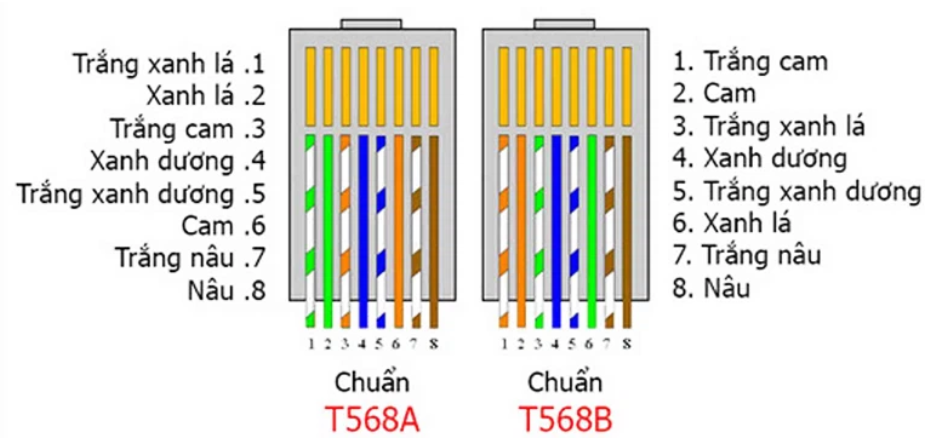 Trắng xanh lá .1
Xanh lá .2
Trắng cam .3
Xanh dương .4
Trắng xanh dương .5
Cam .6
Trắng nâu .7
Nâu .8
1 2 3 4 5 6 7 8
Chuẩn
T568A
1. Trắng cam
2. Cam
3. Trắng xanh lá
4. Xanh dương
5. Trắng xanh dương
6. Xanh lá
7. Trắng nâu
8. Nâu
1 2 3 4 5 6 7 8
Chuẩn
T568B